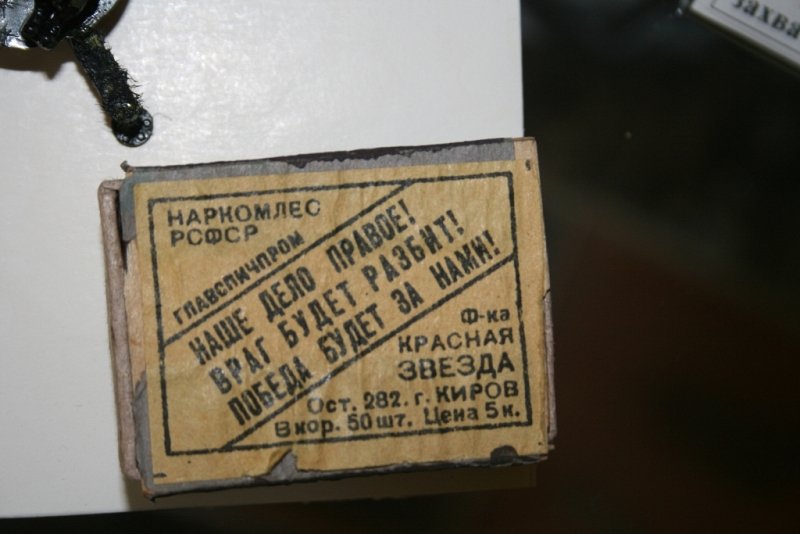 НАРКОМЛЕС
РСФСР
ГЛАВСПИЧПРОМ
НАШЕ ДЕЛО ПРАВОЕ!
ВРАГ БУДЕТ РАЗБИТ!
ПОБЕДА БУДЕТ ЗА НАМИ!
Ф-ка
КРАСНАЯ
ЗВЕЗДА
Ост. 282. г. КИРОВ
В кор. 50 шт. Цена 5 к.